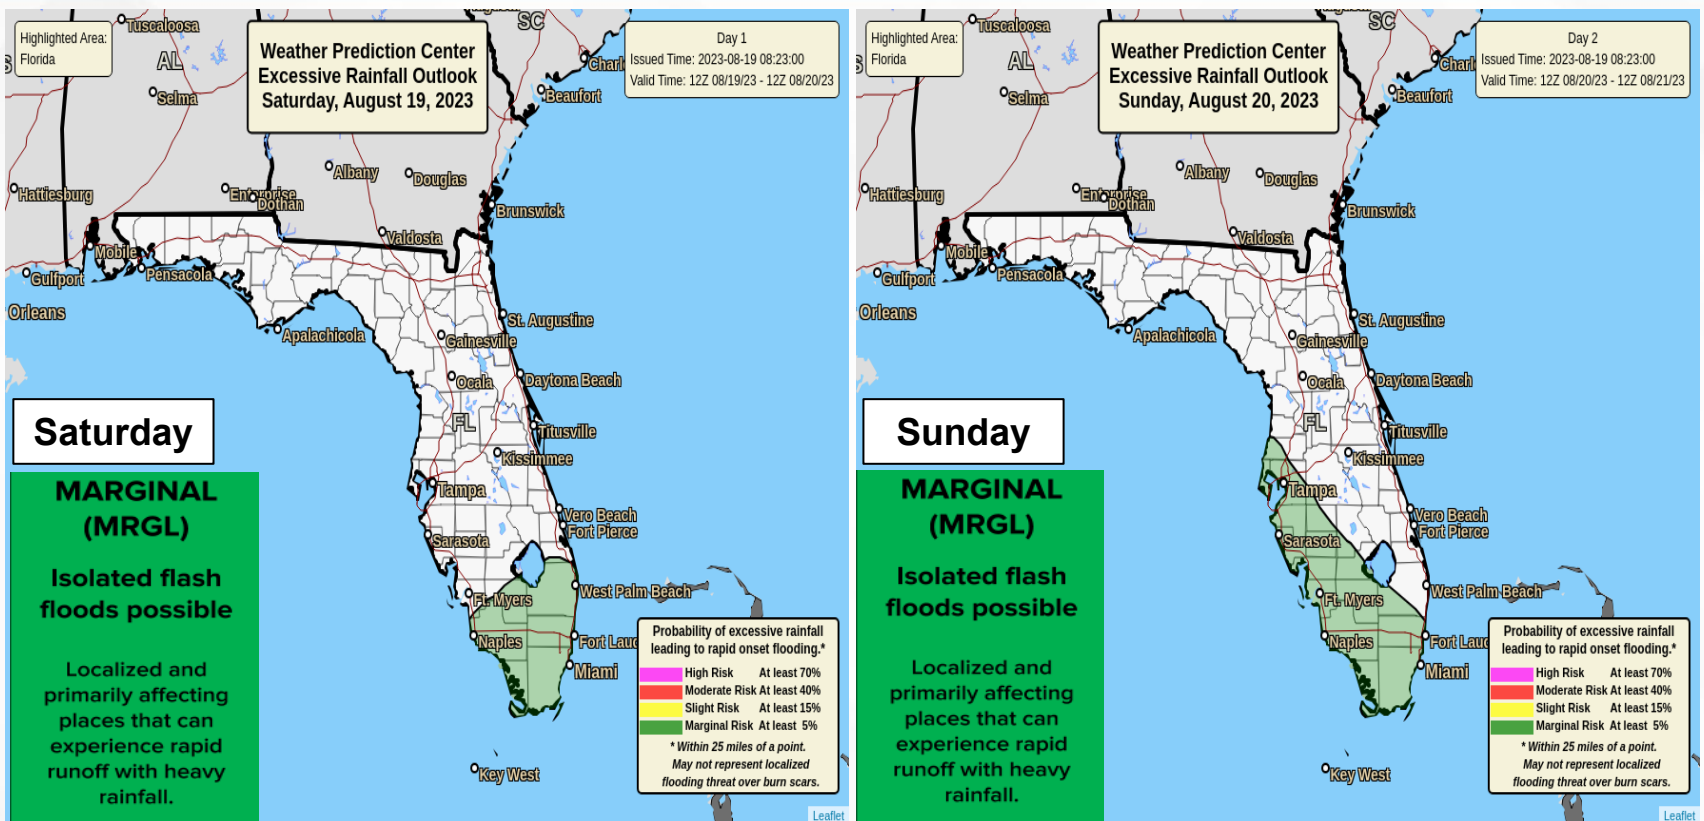 Highlighted Area:
Florida
Weather Prediction Center
Excessive Rainfall Outlook
Saturday, August 19, 2023
Day 1
Issued Time: 2023-08-19 08:23:00
Valid Time: 12Z 08/19/23 - 12Z 08/20/23
SC
Tuscaloosa
AL
Selma
Charl
Beaufort
Albany
Douglas
Hattiesburg
Enterprise
Dothan
Brunswick
Valdosta
Mobile
Pensacola
Gulfport
Orleans
Apalachicola
St. Augustine
Gainesville
Ocala
Daytona Beach
FL
Titusville
Kissimmee
Tampa
Vero Beach
Fort Pierce
Sarasota
West Palm Beach
Ft. Myers
Naples
Fort Laud
Miami
Key West
Saturday
MARGINAL
(MRGL)
Isolated flash
floods possible
Localized and
primarily affecting
places that can
experience rapid
runoff with heavy
rainfall.
Probability of excessive rainfall
leading to rapid onset flooding.*
High Risk At least 70%
Moderate Risk At least 40%
Slight Risk At least 15%
Marginal Risk At least 5%
* Within 25 miles of a point.
May not represent localized
flooding threat over burn scars.
Leaflet
Highlighted Area:
Florida
Weather Prediction Center
Excessive Rainfall Outlook
Sunday, August 20, 2023
Day 2
Issued Time: 2023-08-19 08:23:00
Valid Time: 12Z 08/20/23 - 12Z 08/21/23
SC
Tuscaloosa
AL
Selma
Charl
Beaufort
Albany
Douglas
Hattiesburg
Enterprise
Dothan
Brunswick
Valdosta
Mobile
Pensacola
Gulfport
Orleans
Apalachicola
St. Augustine
Gainesville
Ocala
Daytona Beach
FL
Titusville
Kissimmee
Tampa
Vero Beach
Fort Pierce
Sarasota
West Palm Beach
Ft. Myers
Naples
Fort Laud
Miami
Key West
Sunday
MARGINAL
(MRGL)
Isolated flash
floods possible
Localized and
primarily affecting
places that can
experience rapid
runoff with heavy
rainfall.
Probability of excessive rainfall
leading to rapid onset flooding.*
High Risk At least 70%
Moderate Risk At least 40%
Slight Risk At least 15%
Marginal Risk At least 5%
* Within 25 miles of a point.
May not represent localized
flooding threat over burn scars.
Leaflet